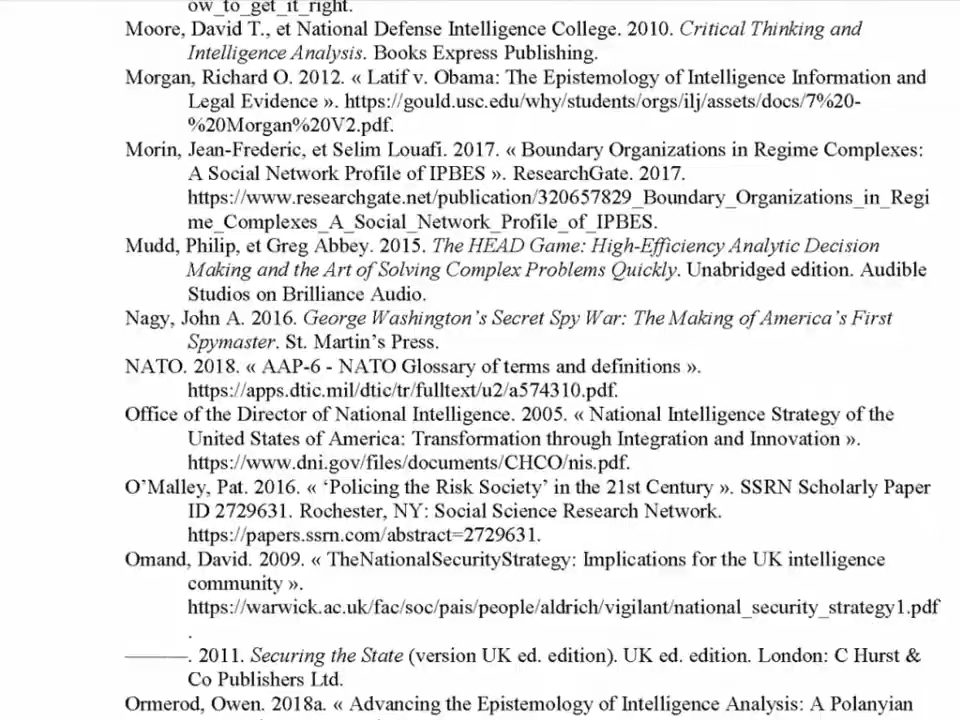 ow_to_get_it_right.
Moore, David T., et National Defense Intelligence College. 2010. Critical Thinking and
Intelligence Analysis. Books Express Publishing.
Morgan, Richard O. 2012. « Latif v. Obama: The Epistemology of Intelligence Information and
Legal Evidence ». https://gould.usc.edu/why/students/orgs/ilj/assets/docs/7%20-
%20Morgan%20V2.pdf.
Morin, Jean-Frederic, et Selim Louafi. 2017. « Boundary Organizations in Regime Complexes:
A Social Network Profile of IPBES ». ResearchGate. 2017.
https://www.researchgate.net/publication/320657829_Boundary_Organizations_in_Regi
me_Complexes_A_Social_Network_Profile_of_IPBES.
Mudd, Philip, et Greg Abbey. 2015. The HEAD Game: High-Efficiency Analytic Decision
Making and the Art of Solving Complex Problems Quickly. Unabridged edition. Audible
Studios on Brilliance Audio.
Nagy, John A. 2016. George Washington’s Secret Spy War: The Making of America’s First
Spymaster. St. Martin’s Press.
NATO. 2018. « AAP-6 - NATO Glossary of terms and definitions ».
https://apps.dtic.mil/dtic/tr/fulltext/u2/a574310.pdf.
Office of the Director of National Intelligence. 2005. « National Intelligence Strategy of the
United States of America: Transformation through Integration and Innovation ».
https://www.dni.gov/files/documents/CHCO/nis.pdf.
O’Malley, Pat. 2016. « ‘Policing the Risk Society’ in the 21st Century ». SSRN Scholarly Paper
ID 2729631. Rochester, NY: Social Science Research Network.
https://papers.ssrn.com/abstract=2729631.
Omand, David. 2009. « TheNationalSecurityStrategy: Implications for the UK intelligence
community ».
https://warwick.ac.uk/fac/soc/pais/people/aldrich/vigilant/national_security_strategy1.pdf
.
———. 2011. Securing the State (version UK ed. edition). UK ed. edition. London: C Hurst &
Co Publishers Ltd.
Ormerod, Owen. 2018a. « Advancing the Epistemology of Intelligence Analysis: A Polanyian